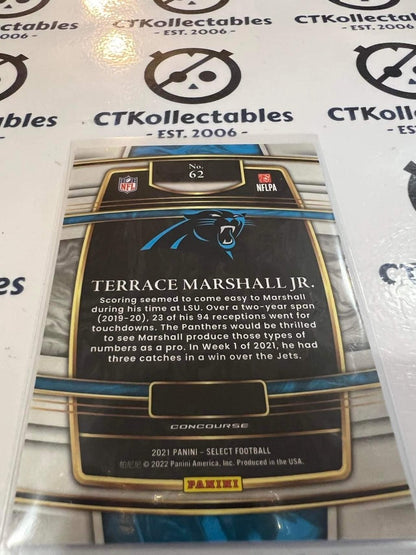 CTKollectables
- EST. 2006 -
CTKollectables
- EST. 2006 -
No.
62
NFL
NFLPA
TERRACE MARSHALL JR.
Scoring seemed to come easy to Marshall
during his time at LSU. Over a two-year span
(2019-20), 23 of his 94 receptions went for
touchdowns. The Panthers would be thrilled
to see Marshall produce those types of
numbers as a pro. In Week 1 of 2021, he had
three catches in a win over the Jets.
CONCOURSE
2021 PANINI - SELECT FOOTBALL
帕尼尼 © 2022 Panini America, Inc. Produced in the USA.
PANINI